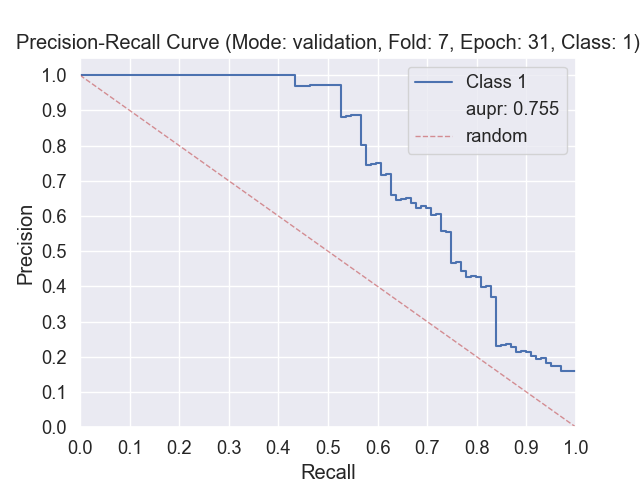 Precision-Recall Curve (Mode: validation, Fold: 7, Epoch: 31, Class: 1)
1.0
0.9
0.8
0.7
0.6
0.5
0.4
0.3
0.2
0.1
0.0
Precision
Class 1
aupr: 0.755
random
0.0 0.1 0.2 0.3 0.4 0.5 0.6 0.7 0.8 0.9 1.0
Recall